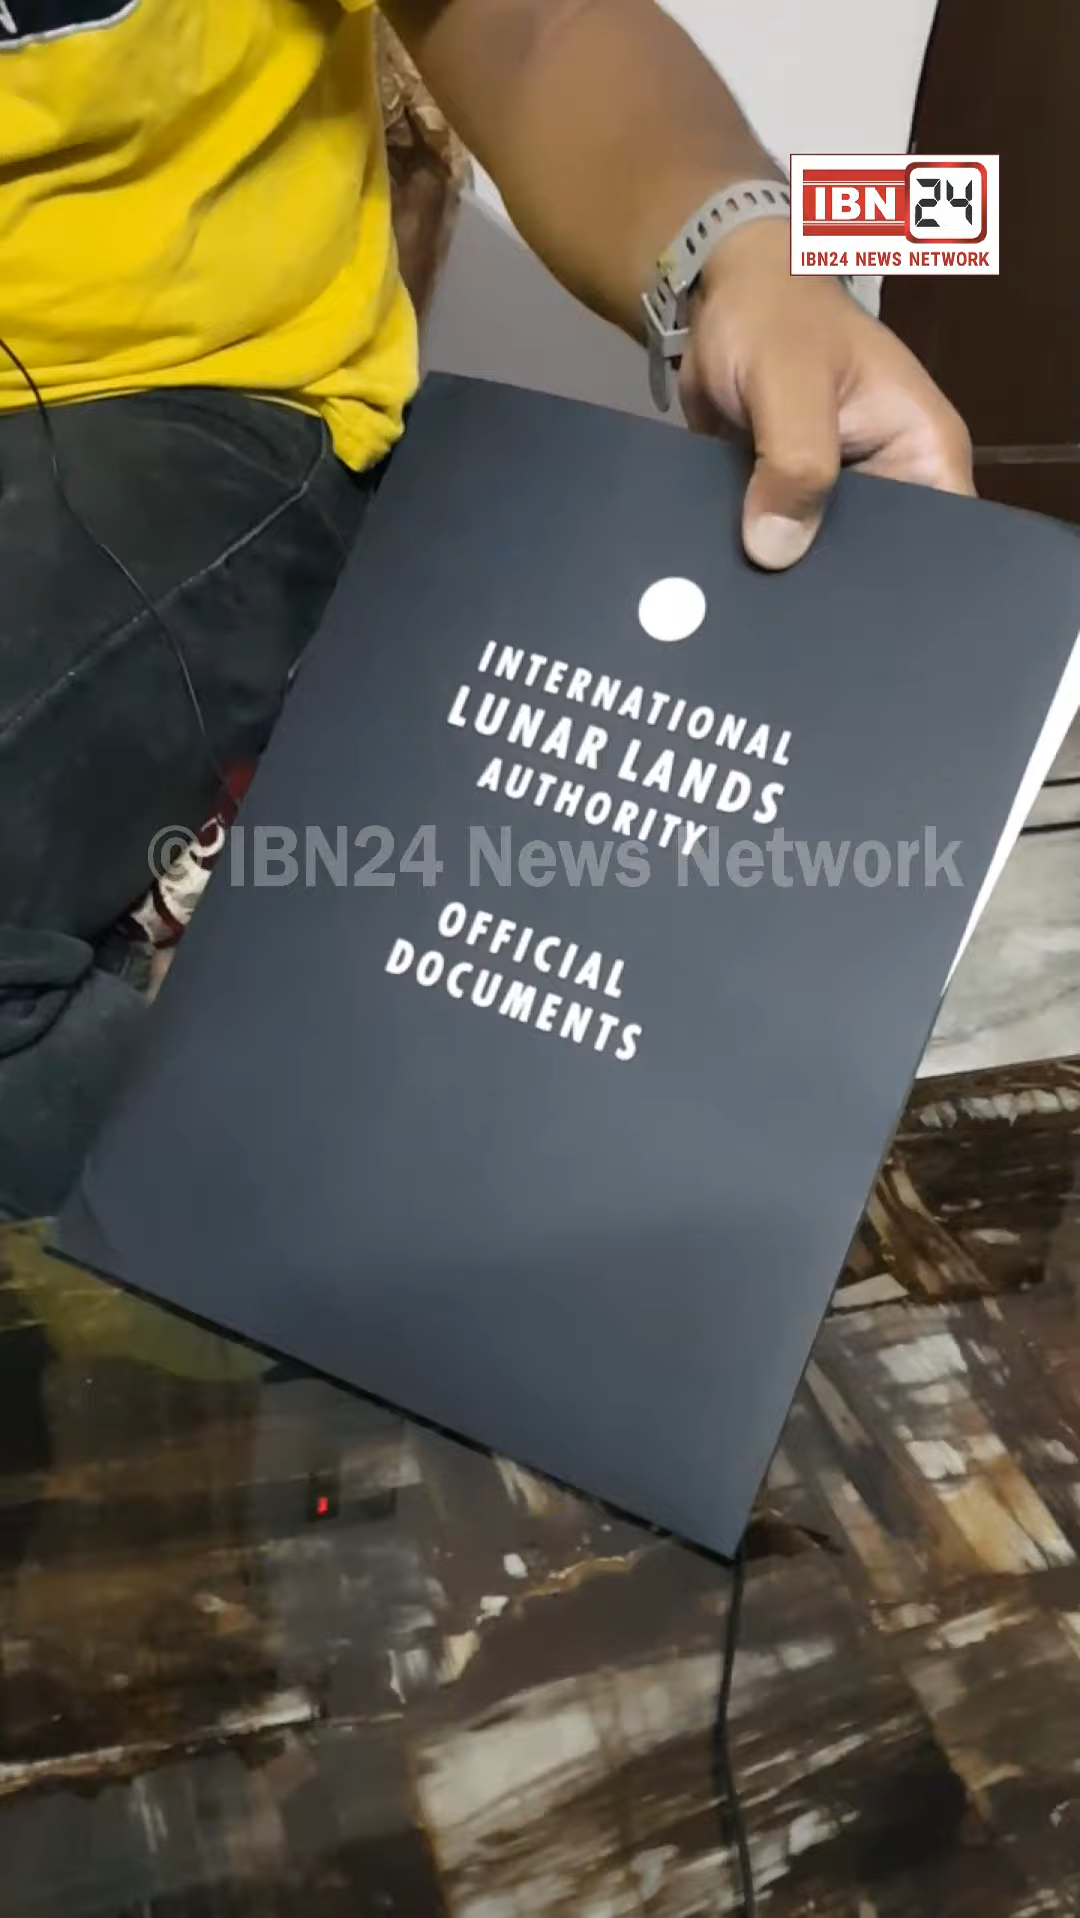 IBN 24
IBN24 NEWS NETWORK
INTERNATIONAL
LUNAR LANDS
AUTHORITY
© IBN24 News Network
OFFICIAL
DOCUMENTS